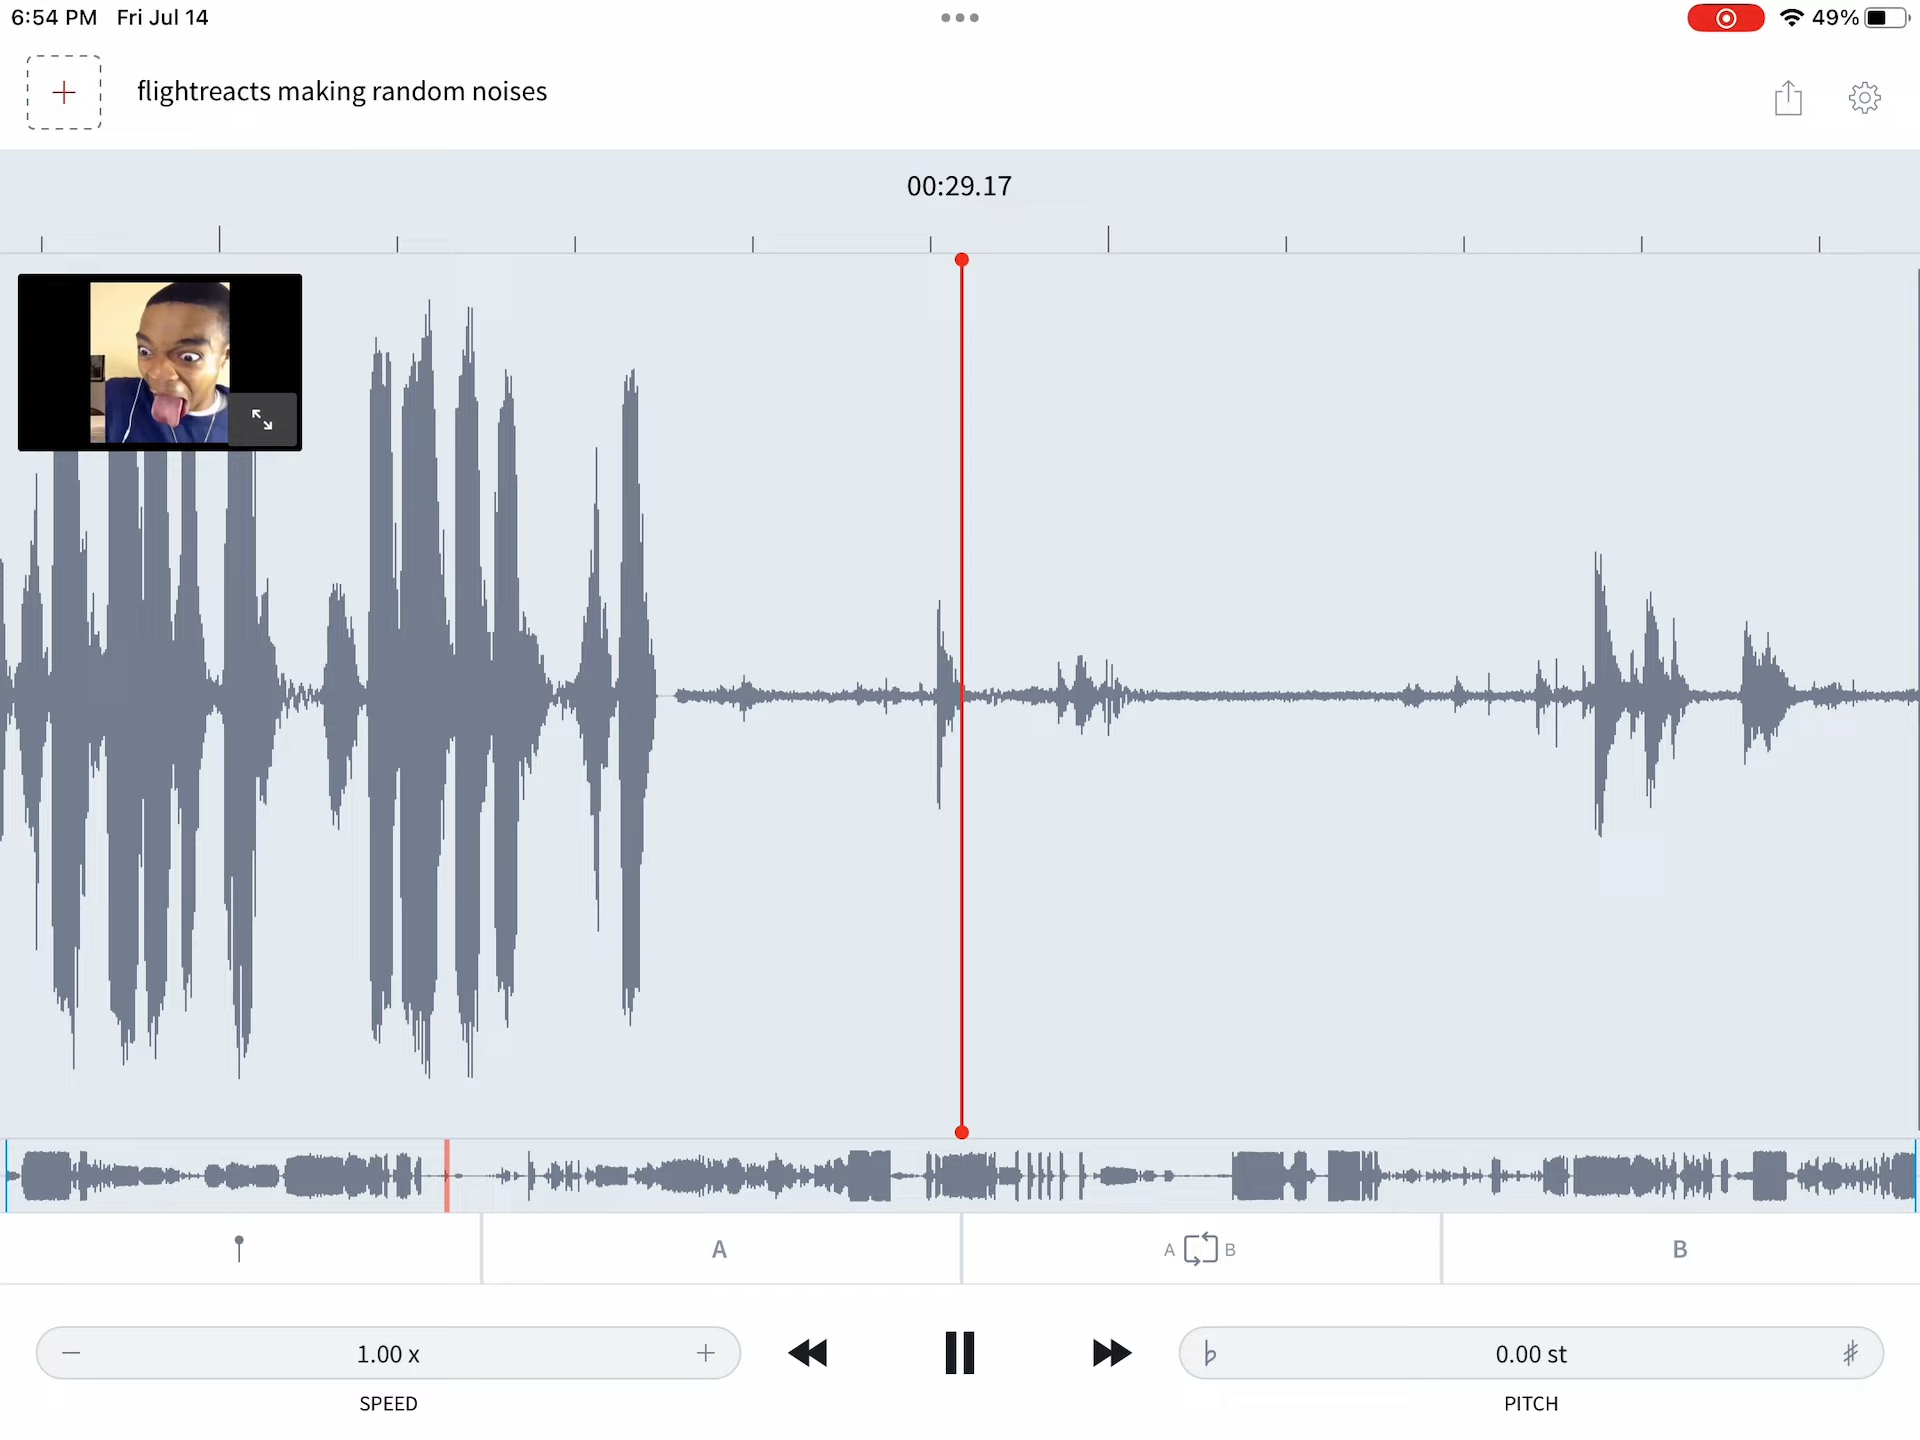 6:54 PM Fri Jul 14
49%
flightreacts making random noises
00:29.17
A
A B
B
1.00 x
0.00 st
SPEED
PITCH